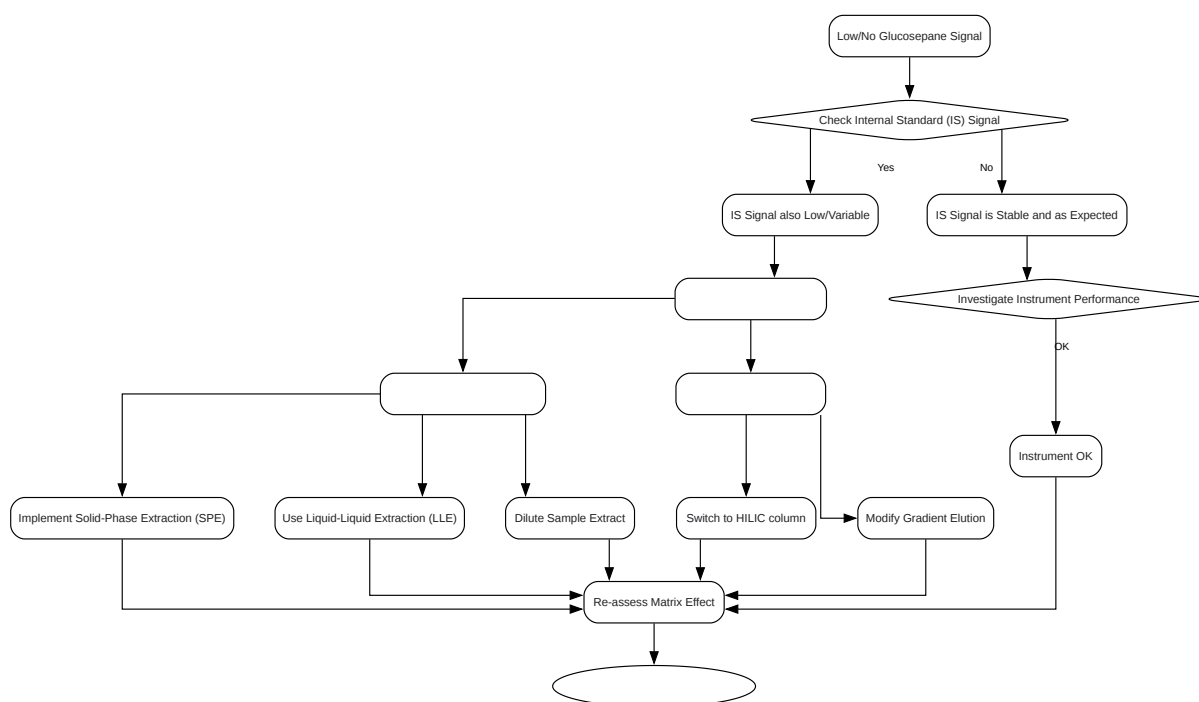 Low/No Glucosepane Signal
Check Internal Standard (IS) Signal
Yes
No
IS Signal also Low/Variable
IS Signal is Stable and as Expected
Investigate Instrument Performance
OK
Instrument OK
Implement Solid-Phase Extraction (SPE)
Use Liquid-Liquid Extraction (LLE)
Dilute Sample Extract
Switch to HILIC column
Modify Gradient Elution
Re-assess Matrix Effect